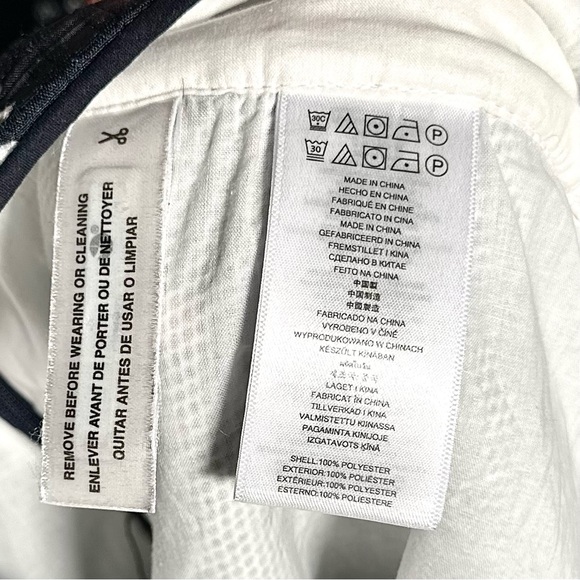 REMOVE BEFORE WEARING OR CLEANING
ENLEVER AVANT DE PORTER OU DE NETTOYER
QUITAR ANTES DE USAR O LIMPIAR
30C P
30 P
MADE IN CHINA
HECHO EN CHINA
FABRIQUÉ EN CHINE
FABBRICATO IN CINA
MADE IN CHINA
GEFABRICEERD IN CHINA
FREMSTILLET I KINA
СДЕЛАНО В КИТАЕ
FEITO NA CHINA
中国製
中国制造
中國製造
FABRICADO NA CHINA
VYROBENO V ČÍNĚ
WYPRODUKOWANO W CHINACH
KÉSZÜLT KÍNÁBAN
LAGET I KINA
FABRICAT ÎN CHINA
TILLVERKAD I KINA
VALMISTETTU KIINASSA
PAGAMINTA KINIJOJE
IZGATAVOTS ĶĪNĀ
SHELL:100% POLYESTER
EXTERIOR:100% POLIÉSTER
EXTÉRIEUR:100% POLYESTER
ESTERNO:100% POLIESTERE